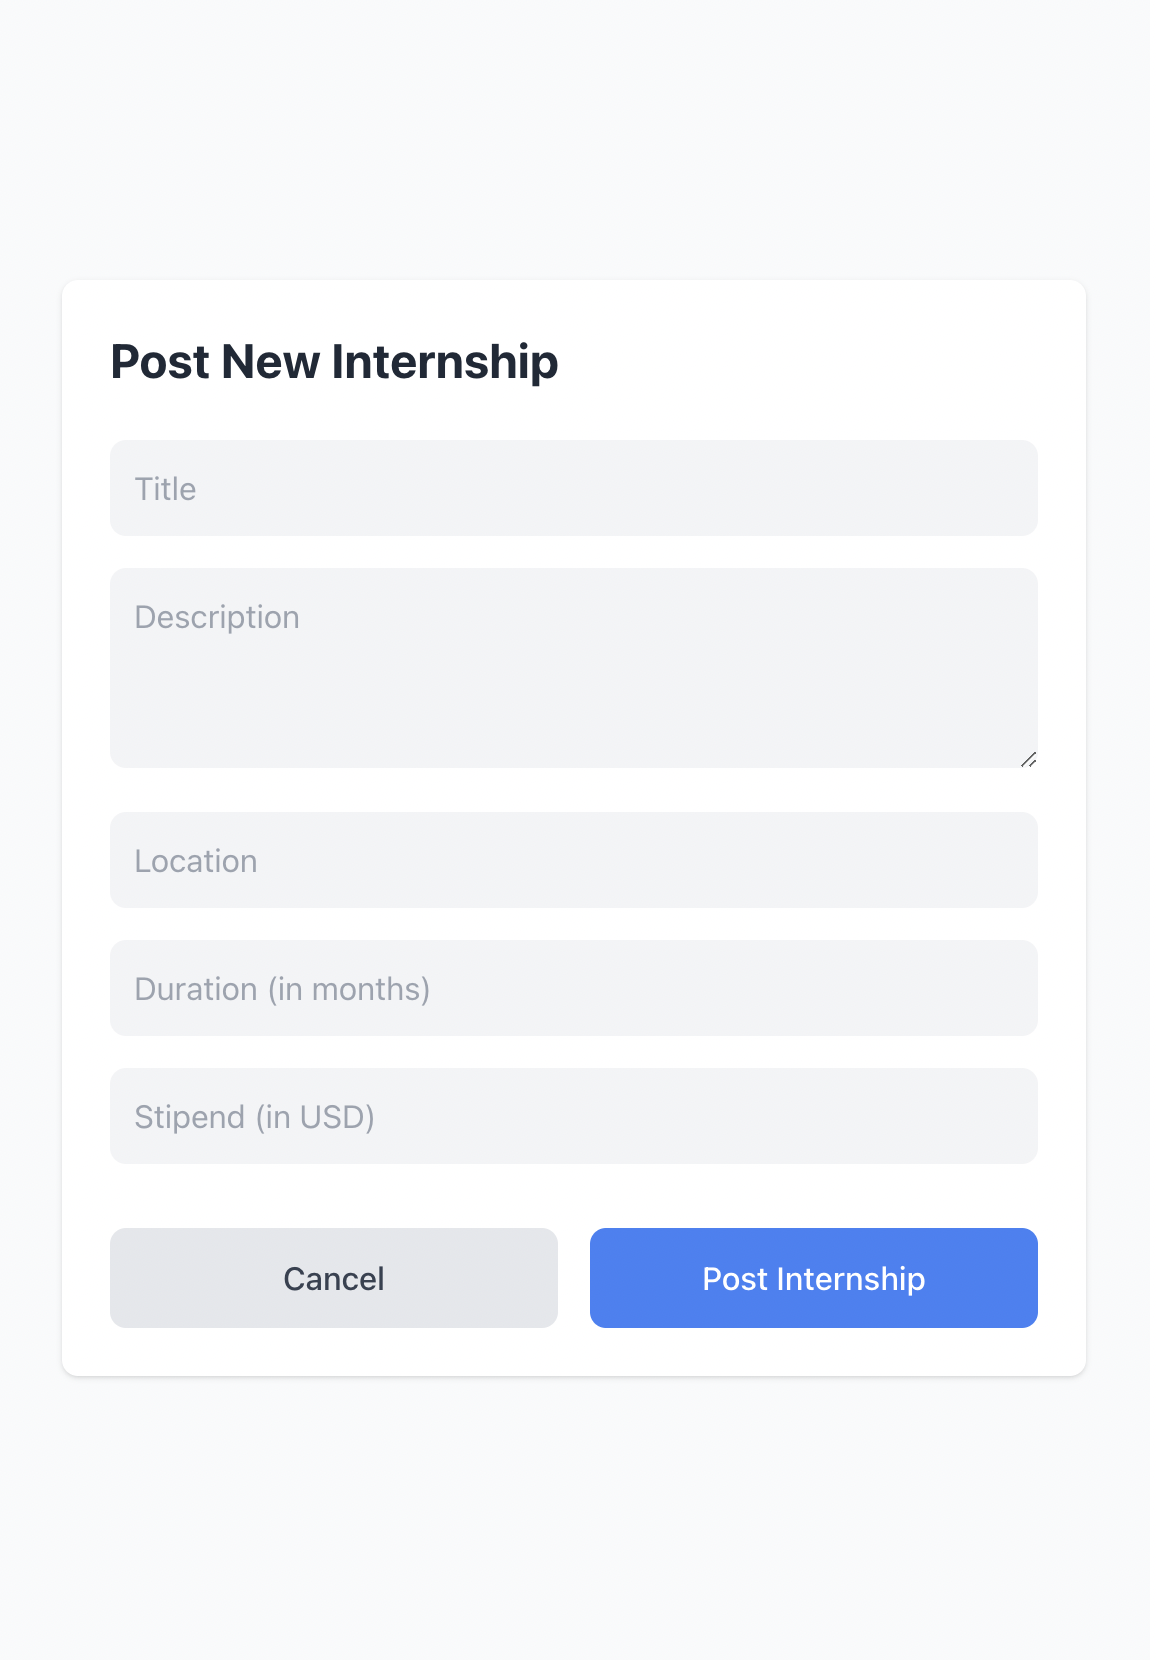 Post New Internship
Title
Description
Location
Duration (in months)
Stipend (in USD)
Cancel
Post Internship